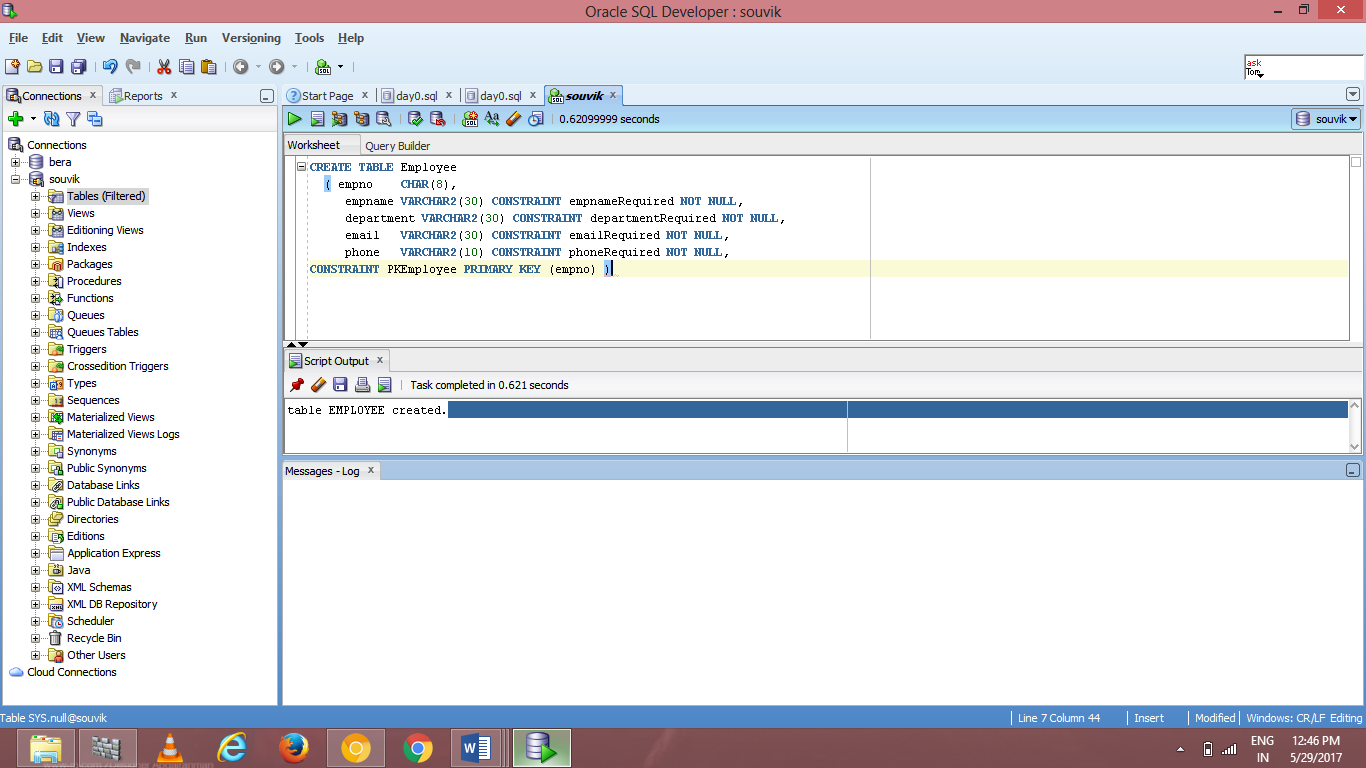 Oracle SQL Developer : souvik
File Edit View Navigate Run Versioning Tools Help
ask
Tom
Connections Reports
Start Page day0.sql day0.sql souvik
0.62099999 seconds
souvik
Worksheet Query Builder
CREATE TABLE Employee
( empno CHAR(8),
empname VARCHAR2(30) CONSTRAINT empnameRequired NOT NULL,
department VARCHAR2(30) CONSTRAINT departmentRequired NOT NULL,
email VARCHAR2(30) CONSTRAINT emailRequired NOT NULL,
phone VARCHAR2(10) CONSTRAINT phoneRequired NOT NULL,
CONSTRAINT PKEmployee PRIMARY KEY (empno) )
Connections
bera
souvik
Tables (Filtered)
Views
Editioning Views
Indexes
Packages
Procedures
Functions
Queues
Queues Tables
Triggers
Crossedition Triggers
Types
Sequences
Materialized Views
Materialized Views Logs
Synonyms
Public Synonyms
Database Links
Public Database Links
Directories
Editions
Application Express
Java
XML Schemas
XML DB Repository
Scheduler
Recycle Bin
Other Users
Cloud Connections
Script Output
Task completed in 0.621 seconds
table EMPLOYEE created.
Messages - Log
Table SYS.null@souvik
Line 7 Column 44 Insert Modified Windows: CR/LF Editing
ENG 12:46 PM
IN 5/29/2017